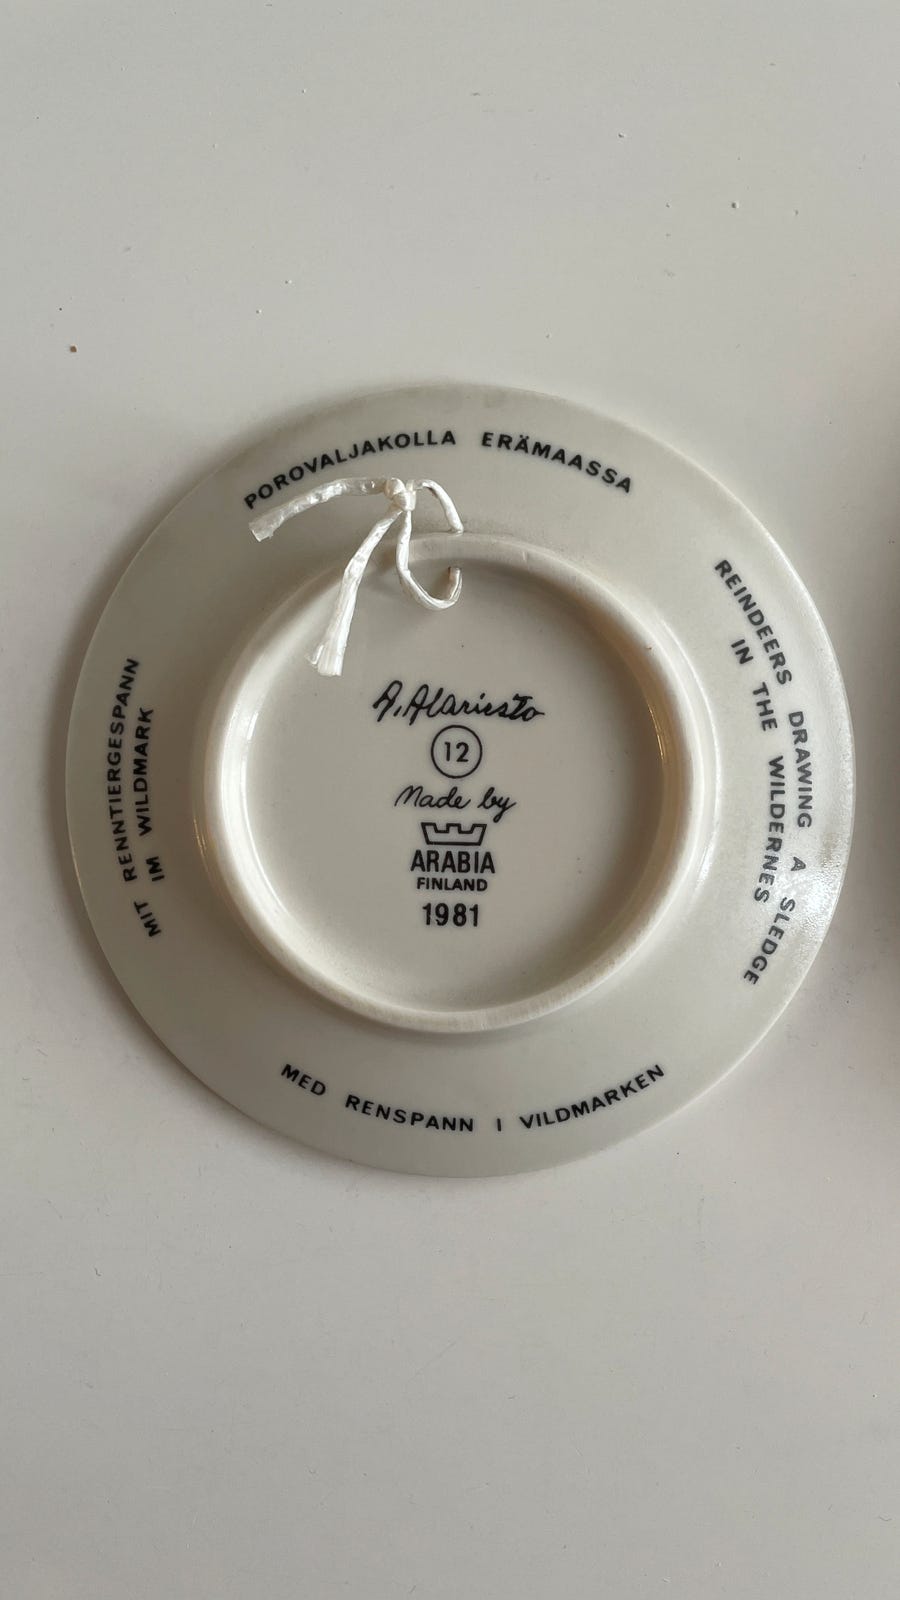 POROVALJAKOLLA ERÄMAASSA
REINDEERS DRAWING A SLEDGE
IN THE WILDERNES
MED RENSPANN I VILDMARKEN
MIT RENNTIERGESPANN
IM WILDMARK
A. Alariesto
12
Made by
ARABIA
FINLAND
1981